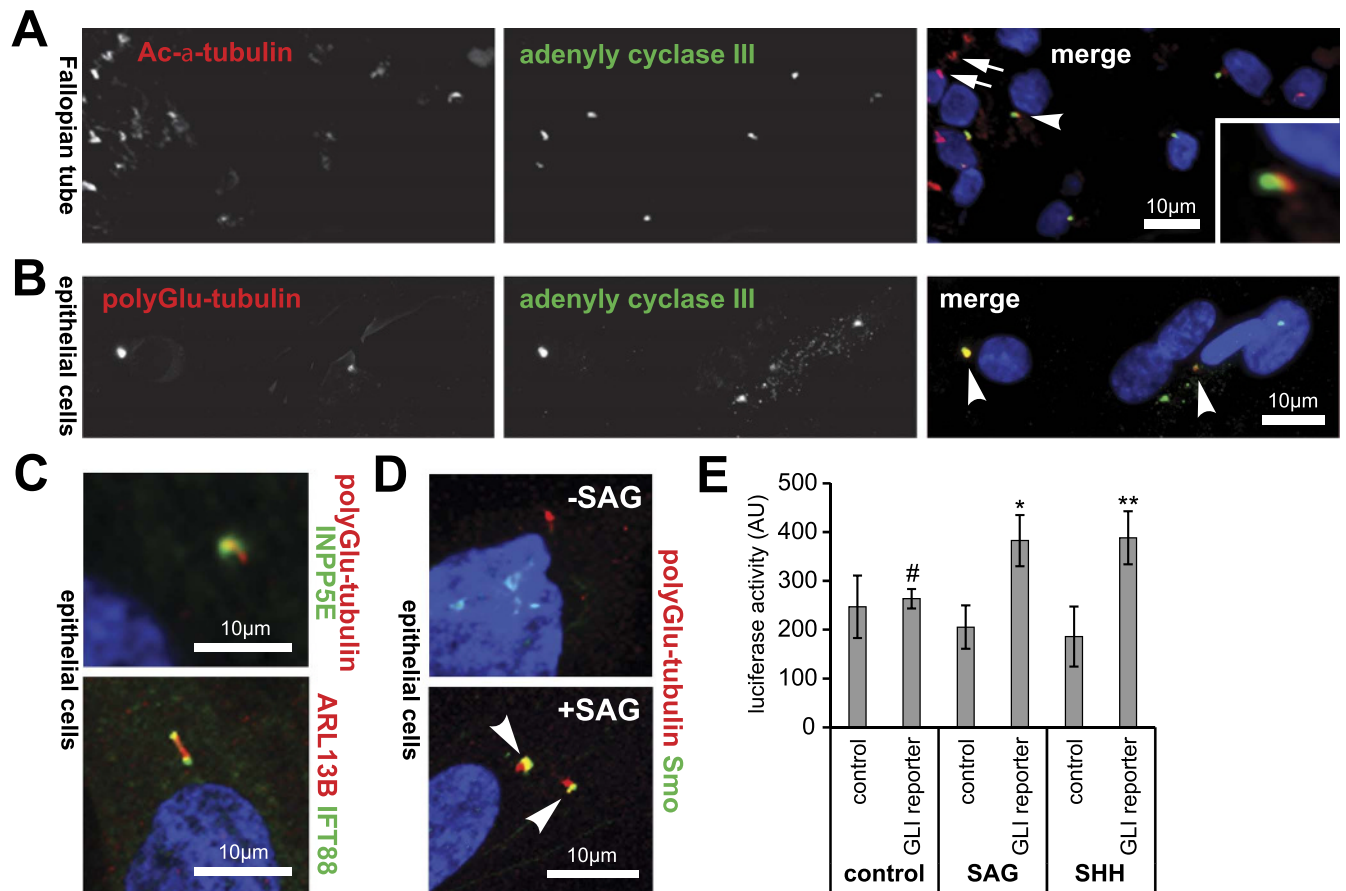 A
Fallopian tube
Ac-a-tubulin
adenyly cyclase III
merge
10µm
B
epithelial cells
polyGlu-tubulin
adenyly cyclase III
merge
10µm
C
epithelial cells
polyGlu-tubulin
INPP5E
10µm
ARL13B IFT88
10µm
D
epithelial cells
-SAG
+SAG
10µm
polyGlu-tubulin Smo
E
luciferase activity (AU)
500
400
300
200
100
0
#
*
**
control
GLI reporter
control
GLI reporter
control
GLI reporter
control
SAG
SHH